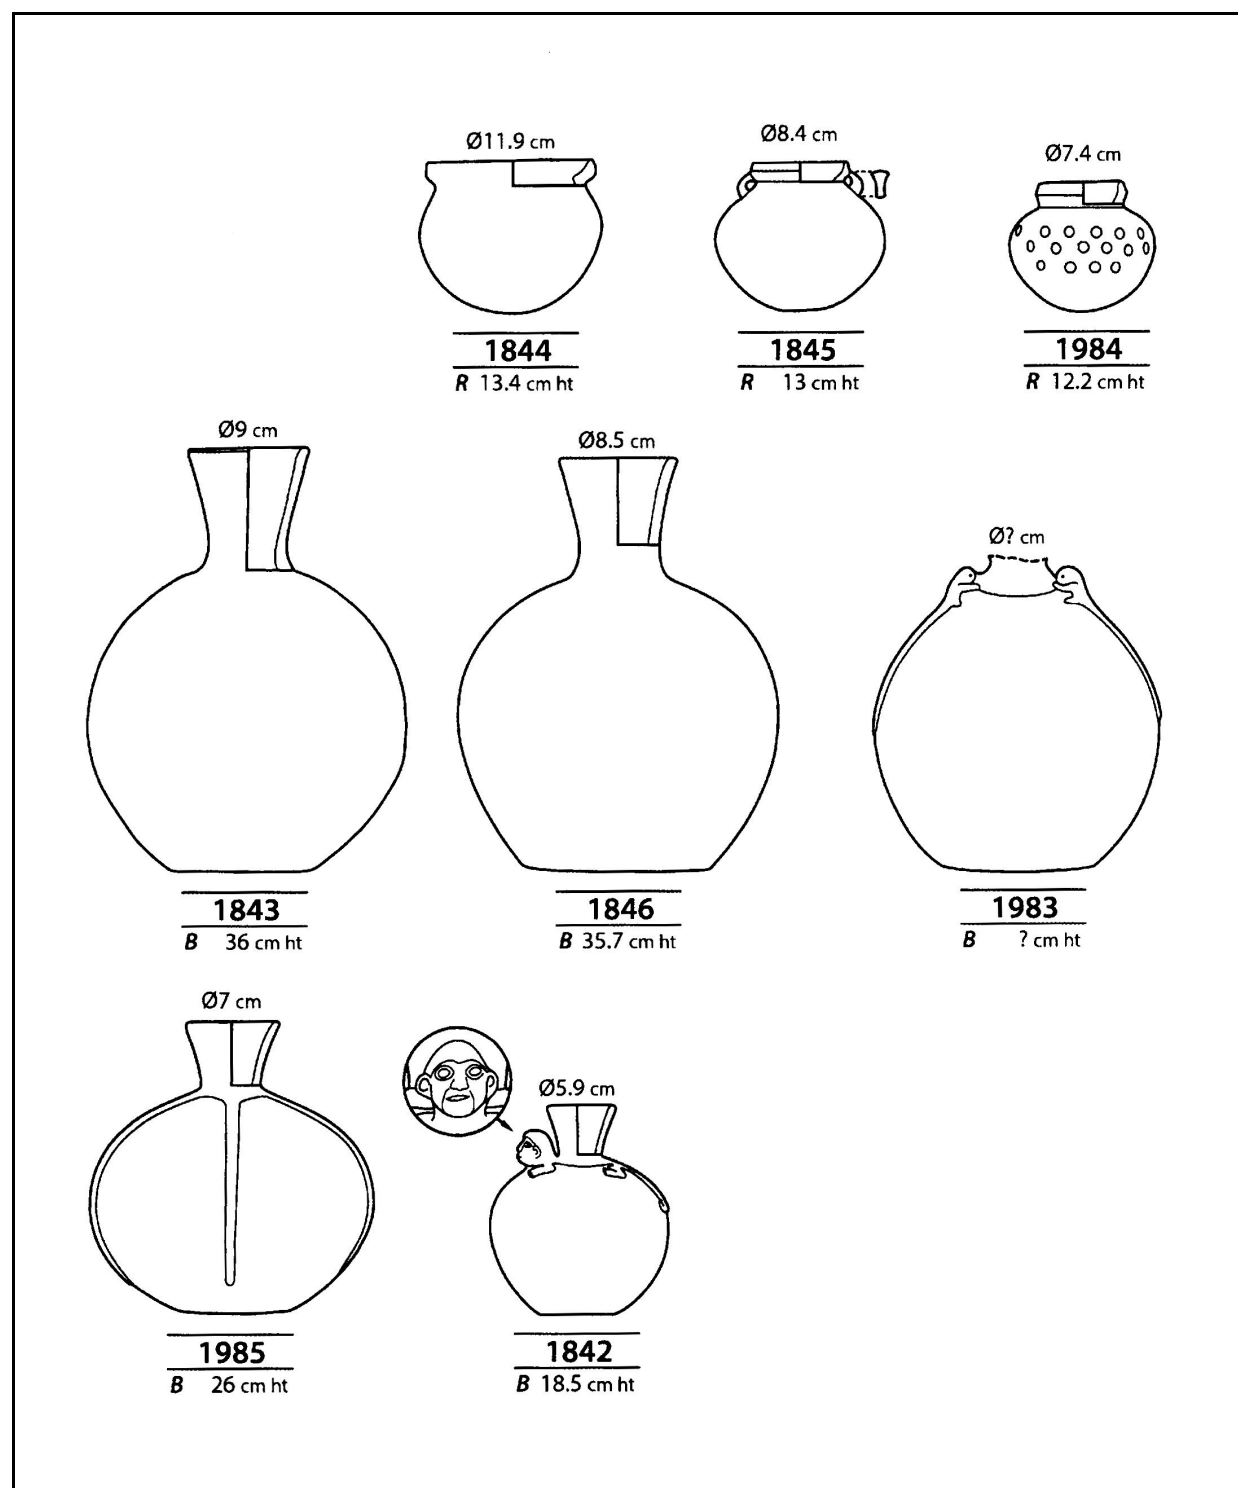 Ø11.9 cm
1844
R 13.4 cm ht
Ø8.4 cm
1845
R 13 cm ht
Ø7.4 cm
1984
R 12.2 cm ht
Ø9 cm
1843
B 36 cm ht
Ø8.5 cm
1846
B 35.7 cm ht
Ø? cm
1983
B ? cm ht
Ø7 cm
1985
B 26 cm ht
Ø5.9 cm
1842
B 18.5 cm ht